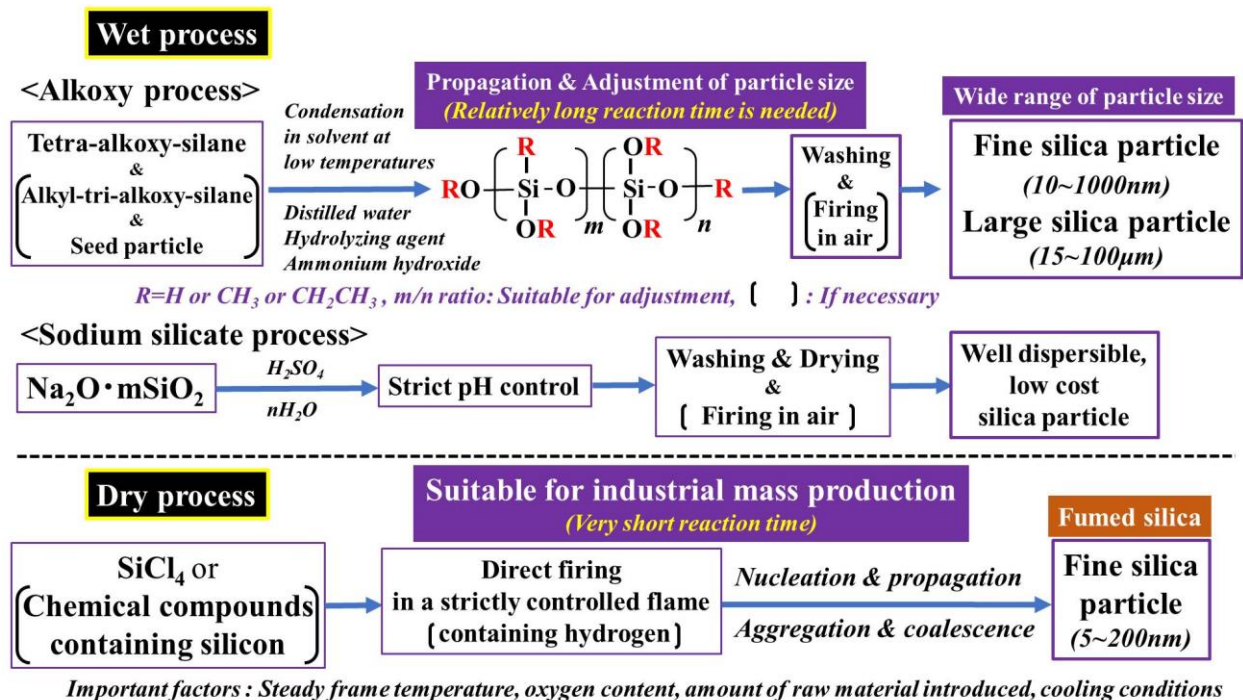 Wet process
<Alkoxy process>
Tetra-alkoxy-silane
&
[Alkyl-tri-alkoxy-silane
&
Seed particle]
Condensation
in solvent at
low temperatures
Distilled water
Hydrolyzing agent
Ammonium hydroxide
Propagation & Adjustment of particle size
(Relatively long reaction time is needed)
R OR
RO(Si-O)(Si-O)R
OR m OR n
Washing
&
[Firing
in air]
Wide range of particle size
Fine silica particle
(10~1000nm)
Large silica particle
(15~100μm)
R=H or CH₃ or CH₂CH₃ , m/n ratio: Suitable for adjustment, [ ] : If necessary
<Sodium silicate process>
Na₂O·mSiO₂
H₂SO₄
nH₂O
Strict pH control
Washing & Drying
&
[ Firing in air ]
Well dispersible,
low cost
silica particle
Dry process
Suitable for industrial mass production
(Very short reaction time)
Fumed silica
SiCl₄ or
[Chemical compounds
containing silicon]
Direct firing
in a strictly controlled flame
[containing hydrogen]
Nucleation & propagation
Aggregation & coalescence
Fine silica
particle
(5~200nm)
Important factors : Steady frame temperature, oxygen content, amount of raw material introduced, cooling conditions